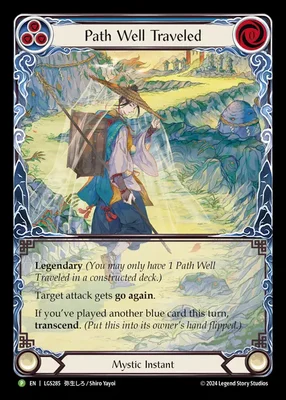 Path Well Traveled
Legendary (You may only have 1 Path Well
Traveled in a constructed deck.)
Target attack gets go again.
If you've played another blue card this turn,
transcend. (Put this into its owner's hand flipped.)
Mystic Instant
P EN | LGS285 弥生しろ / Shiro Yayoi
© 2024 Legend Story Studios